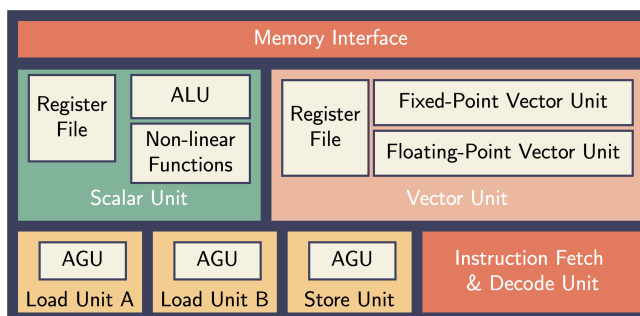 Memory Interface
Register
File
ALU
Non-linear
Functions
Scalar Unit
Register
File
Fixed-Point Vector Unit
Floating-Point Vector Unit
Vector Unit
AGU
Load Unit A
AGU
Load Unit B
AGU
Store Unit
Instruction Fetch
& Decode Unit